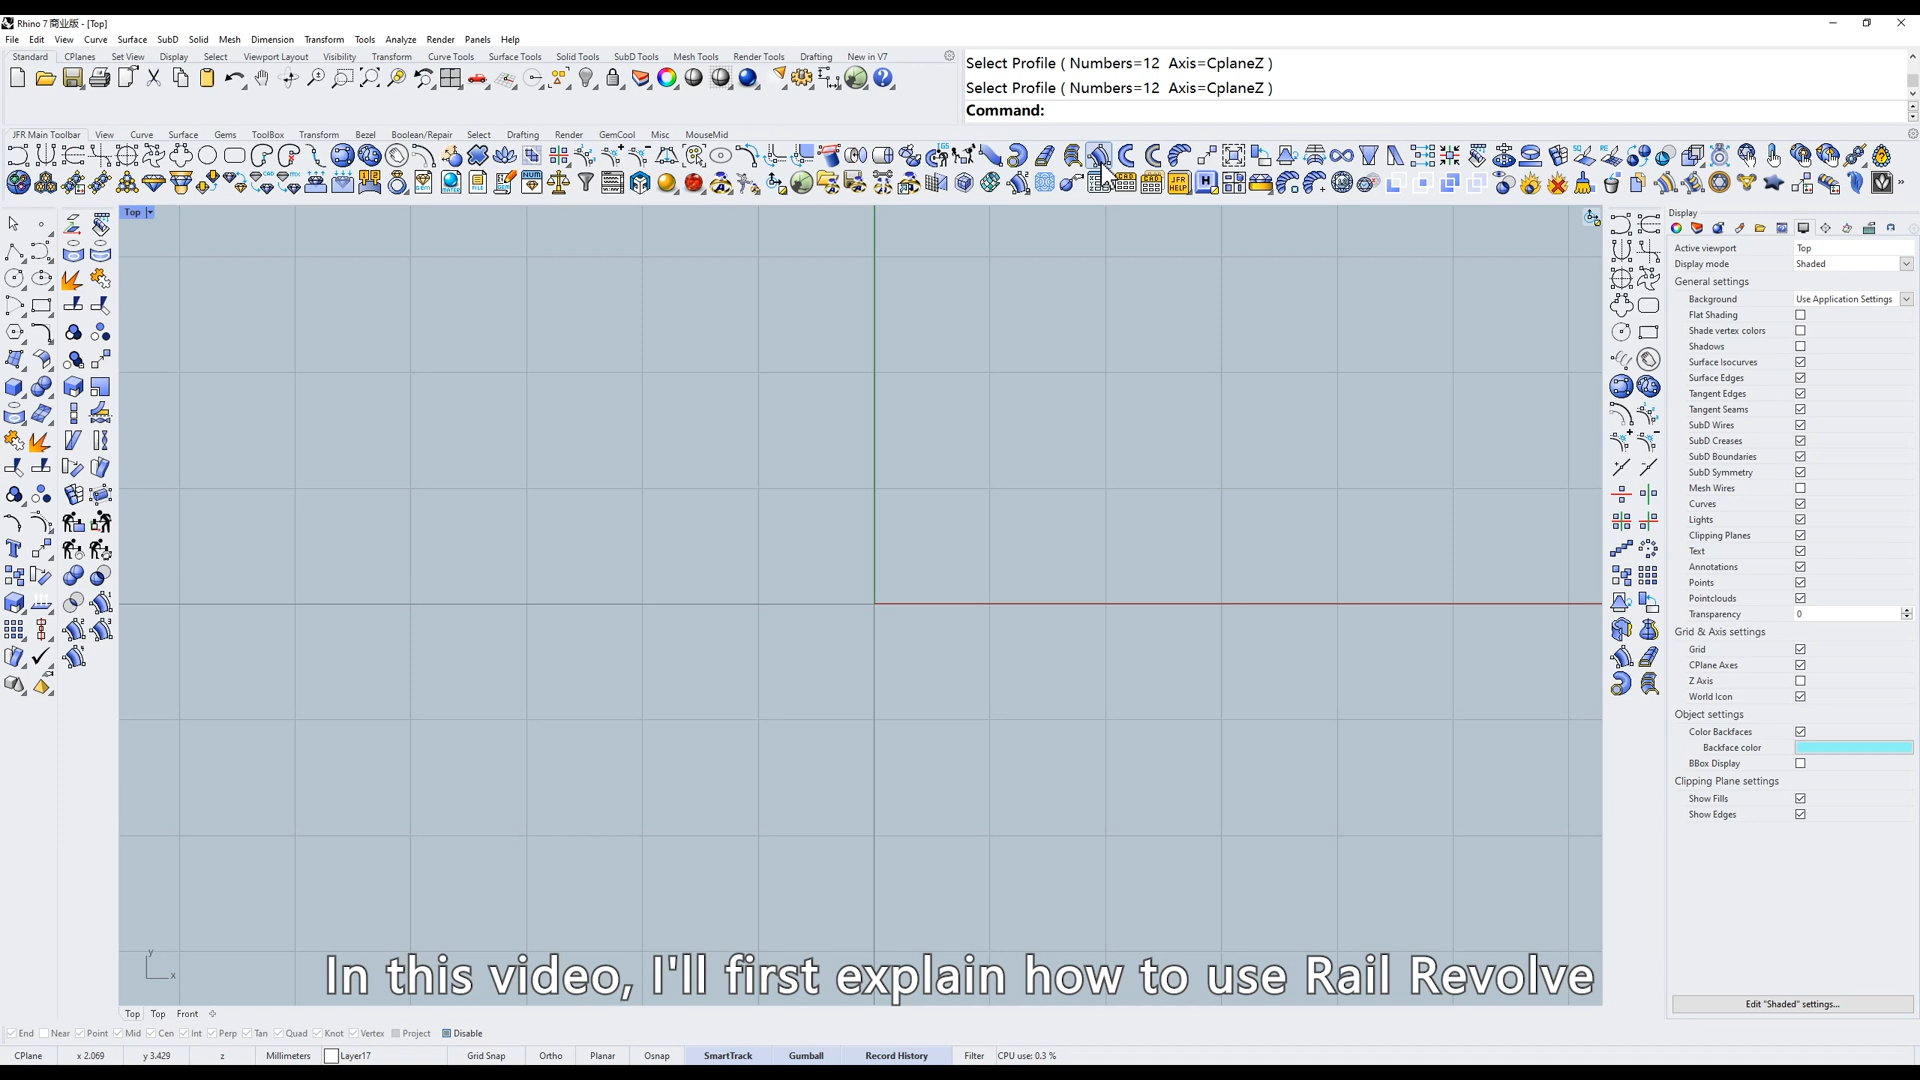 Rhino 7 商业版 - [Top]
File Edit View Curve Surface SubD Solid Mesh Dimension Transform Tools Analyze Render Panels Help
Standard CPlanes Set View Display Select Viewport Layout Visibility Transform Curve Tools Surface Tools Solid Tools SubD Tools Mesh Tools Render Tools Drafting New in V7
Select Profile ( Numbers=12 Axis=CplaneZ )
Select Profile ( Numbers=12 Axis=CplaneZ )
Command:
JFR Main Toolbar View Curve Surface Gems ToolBox Transform Bezel Boolean/Repair Select Drafting Render GemCool Misc MouseMid
Top
Display
Active viewport Top
Display mode Shaded
General settings
Background Use Application Settings
Flat Shading
Shade vertex colors
Shadows
Surface Isocurves
Surface Edges
Tangent Edges
Tangent Seams
SubD Wires
SubD Creases
SubD Boundaries
SubD Symmetry
Mesh Wires
Curves
Lights
Clipping Planes
Text
Annotations
Points
Pointclouds
Transparency 0
Grid & Axis settings
Grid
CPlane Axes
Z Axis
World Icon
Object settings
Color Backfaces
Backface color
BBox Display
Clipping Plane settings
Show Fills
Show Edges
Edit "Shaded" settings...
y
x
In this video, I'll first explain how to use Rail Revolve
Top Top Front
End Near Point Mid Cen Int Perp Tan Quad Knot Vertex Project Disable
CPlane x 2.069 y 3.429 z Millimeters Layer17 Grid Snap Ortho Planar Osnap SmartTrack Gumball Record History Filter CPU use: 0.3 %